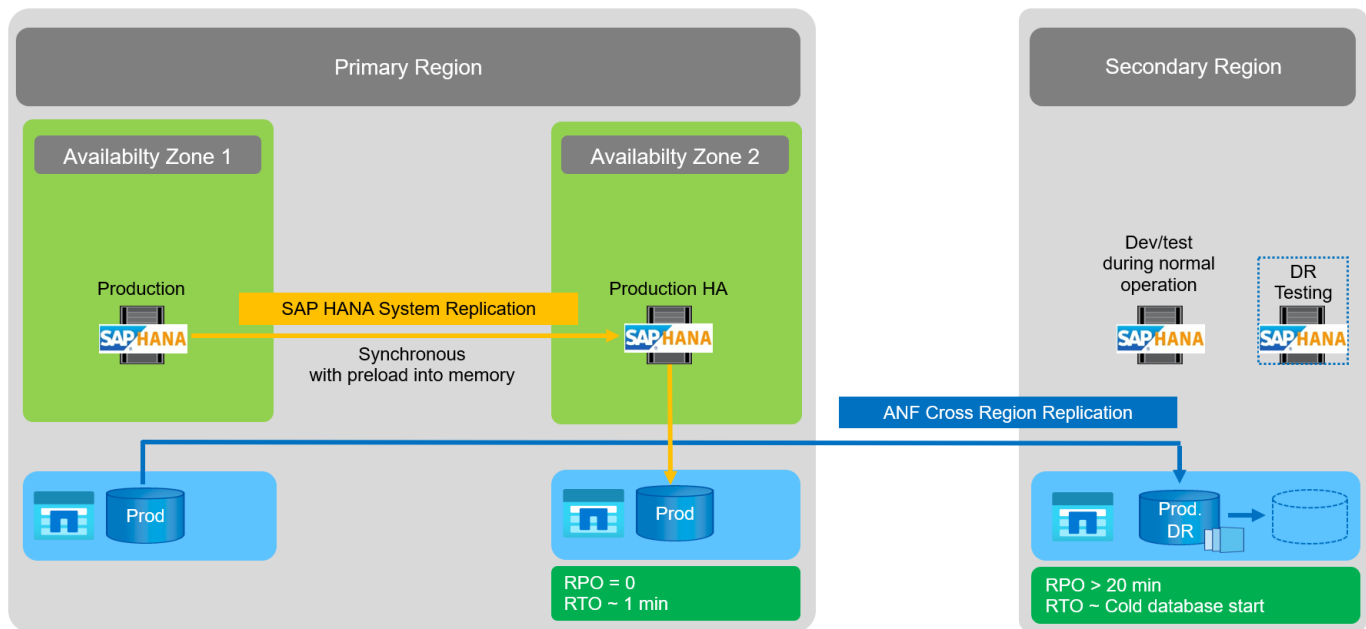 Primary Region
Secondary Region
Availabilty Zone 1
Availabilty Zone 2
Production
SAP HANA
SAP HANA System Replication
Synchronous
with preload into memory
Production HA
SAP HANA
Dev/test
during normal
operation
SAP HANA
DR
Testing
SAP HANA
ANF Cross Region Replication
Prod
Prod
Prod.
DR
RPO = 0
RTO ~ 1 min
RPO > 20 min
RTO ~ Cold database start